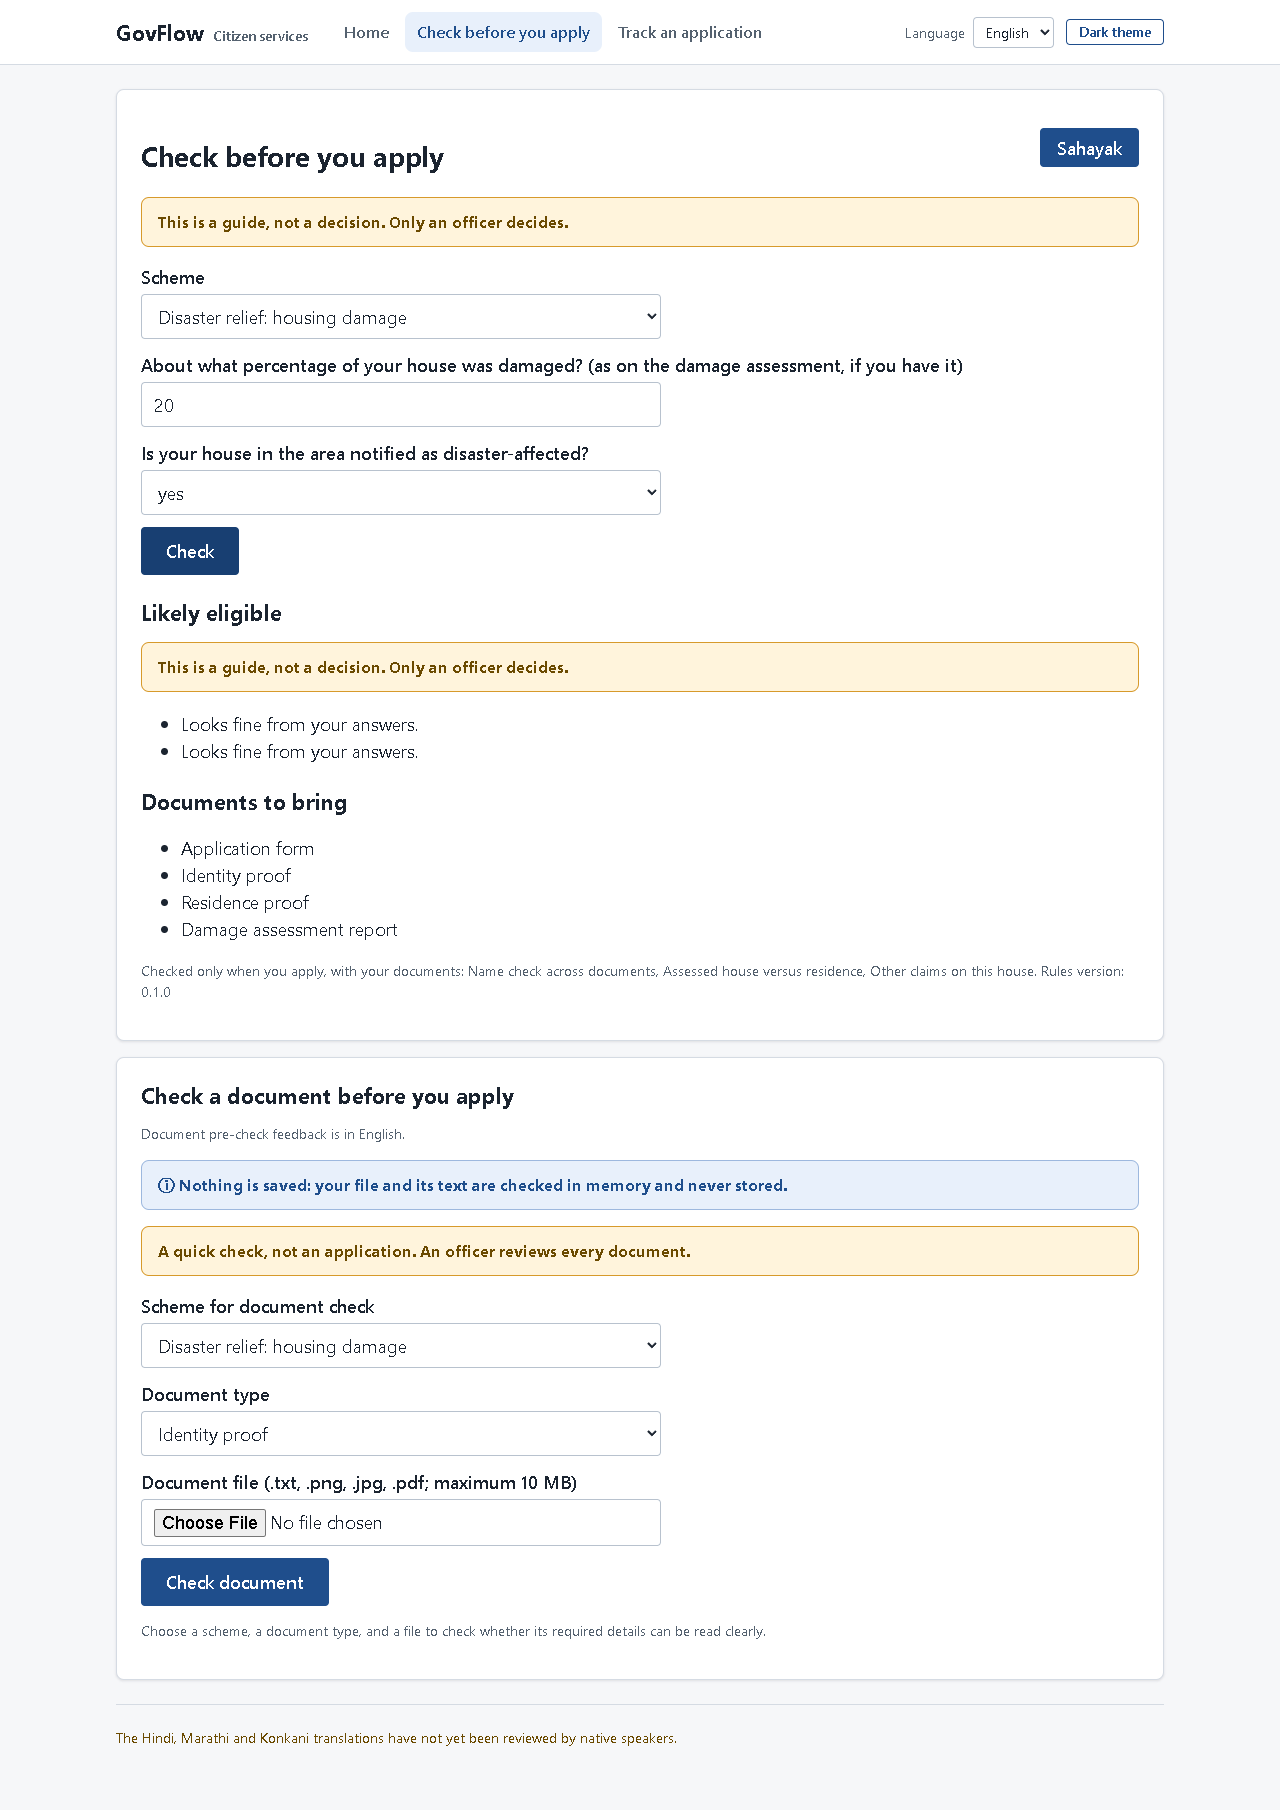 GovFlow Citizen services Home Check before you apply Track an application Language English Dark theme
Check before you apply
Sahayak
This is a guide, not a decision. Only an officer decides.
Scheme
Disaster relief: housing damage
About what percentage of your house was damaged? (as on the damage assessment, if you have it)
20
Is your house in the area notified as disaster-affected?
yes
Check
Likely eligible
This is a guide, not a decision. Only an officer decides.
Looks fine from your answers.
Looks fine from your answers.
Documents to bring
Application form
Identity proof
Residence proof
Damage assessment report
Checked only when you apply, with your documents: Name check across documents, Assessed house versus residence, Other claims on this house. Rules version:
0.1.0
Check a document before you apply
Document pre-check feedback is in English.
ⓘ Nothing is saved: your file and its text are checked in memory and never stored.
A quick check, not an application. An officer reviews every document.
Scheme for document check
Disaster relief: housing damage
Document type
Identity proof
Document file (.txt, .png, .jpg, .pdf; maximum 10 MB)
Choose File No file chosen
Check document
Choose a scheme, a document type, and a file to check whether its required details can be read clearly.
The Hindi, Marathi and Konkani translations have not yet been reviewed by native speakers.